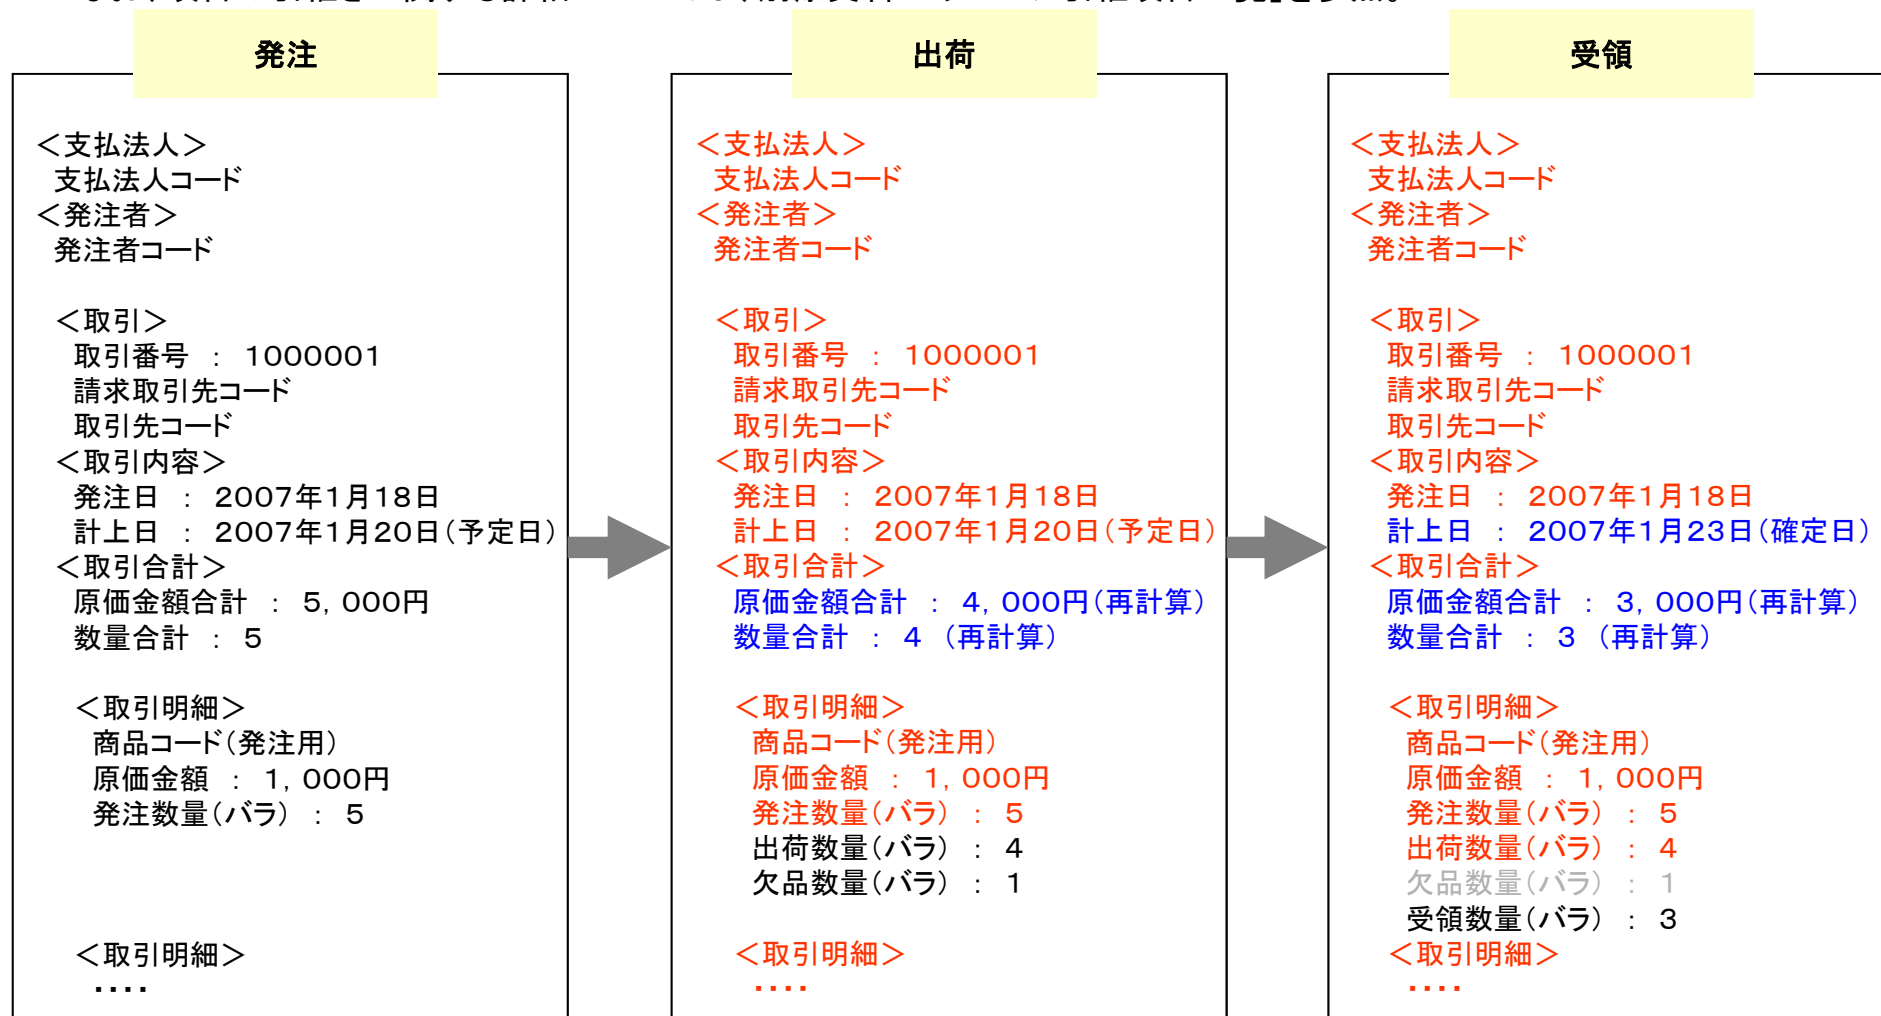 発注
＜支払法人＞
支払法人コード
＜発注者＞
発注者コード
＜取引＞
取引番号 : 1000001
請求取引先コード
取引先コード
＜取引内容＞
発注日 : 2007年1月18日
計上日 : 2007年1月20日(予定日)
＜取引合計＞
原価金額合計 : 5,000円
数量合計 : 5
＜取引明細＞
商品コード(発注用)
原価金額 : 1,000円
発注数量(バラ) : 5
＜取引明細＞
････
出荷
＜支払法人＞
支払法人コード
＜発注者＞
発注者コード
＜取引＞
取引番号 : 1000001
請求取引先コード
取引先コード
＜取引内容＞
発注日 : 2007年1月18日
計上日 : 2007年1月20日(予定日)
＜取引合計＞
原価金額合計 : 4,000円(再計算)
数量合計 : 4 (再計算)
＜取引明細＞
商品コード(発注用)
原価金額 : 1,000円
発注数量(バラ) : 5
出荷数量(バラ) : 4
欠品数量(バラ) : 1
＜取引明細＞
････
受領
＜支払法人＞
支払法人コード
＜発注者＞
発注者コード
＜取引＞
取引番号 : 1000001
請求取引先コード
取引先コード
＜取引内容＞
発注日 : 2007年1月18日
計上日 : 2007年1月23日(確定日)
＜取引合計＞
原価金額合計 : 3,000円(再計算)
数量合計 : 3 (再計算)
＜取引明細＞
商品コード(発注用)
原価金額 : 1,000円
発注数量(バラ) : 5
出荷数量(バラ) : 4
欠品数量(バラ) : 1
受領数量(バラ) : 3
＜取引明細＞
････